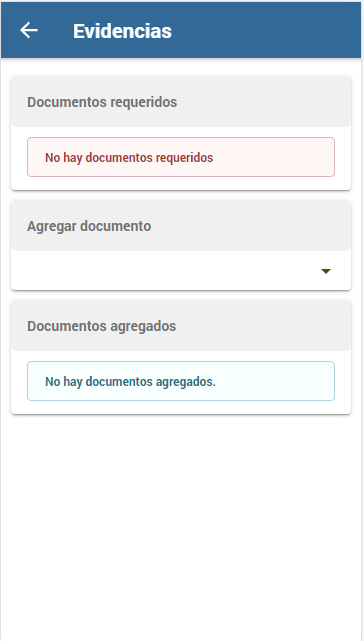 Evidencias
Documentos requeridos
No hay documentos requeridos
Agregar documento
Documentos agregados
No hay documentos agregados.